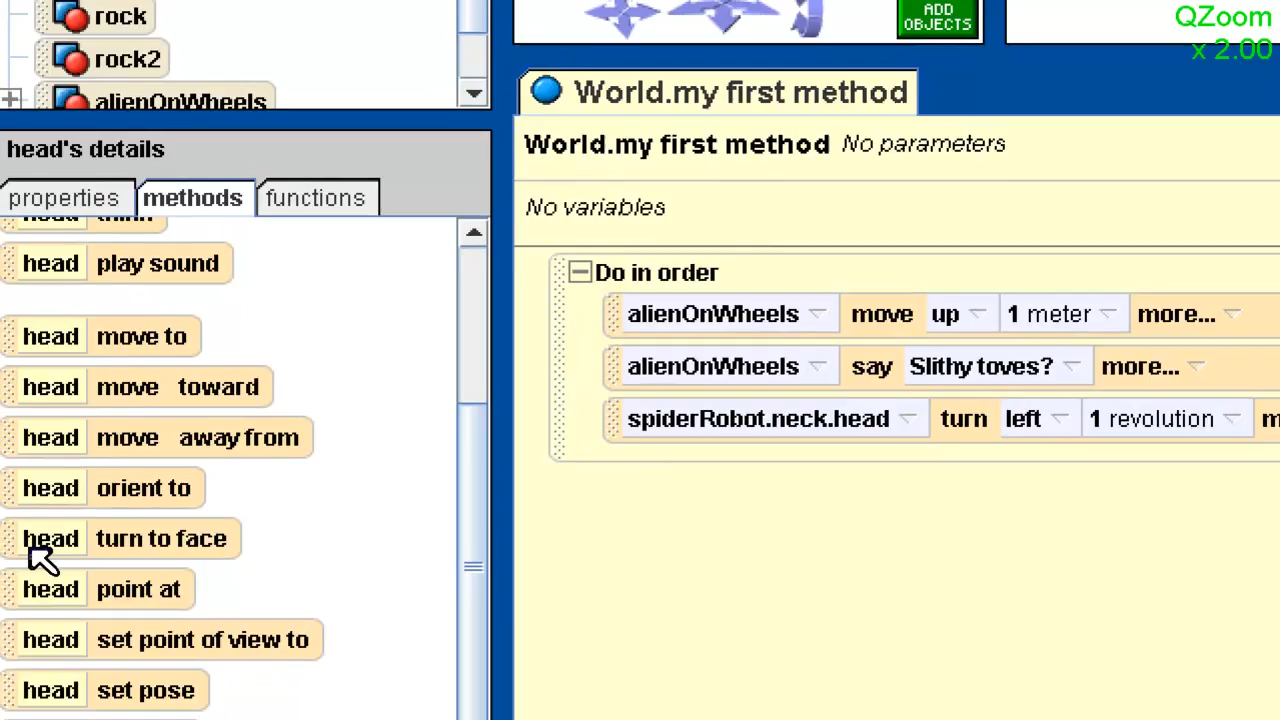 rock
rock2
alienOnWheels
head's details
properties
methods
functions
head
head play sound
head move to
head move toward
head move away from
head orient to
head turn to face
head point at
head set point of view to
head set pose
ADD
OBJECTS
QZoom
x 2.00
World.my first method
World.my first method No parameters
No variables
Do in order
alienOnWheels move up 1 meter more...
alienOnWheels say Slithy toves? more...
spiderRobot.neck.head turn left 1 revolution